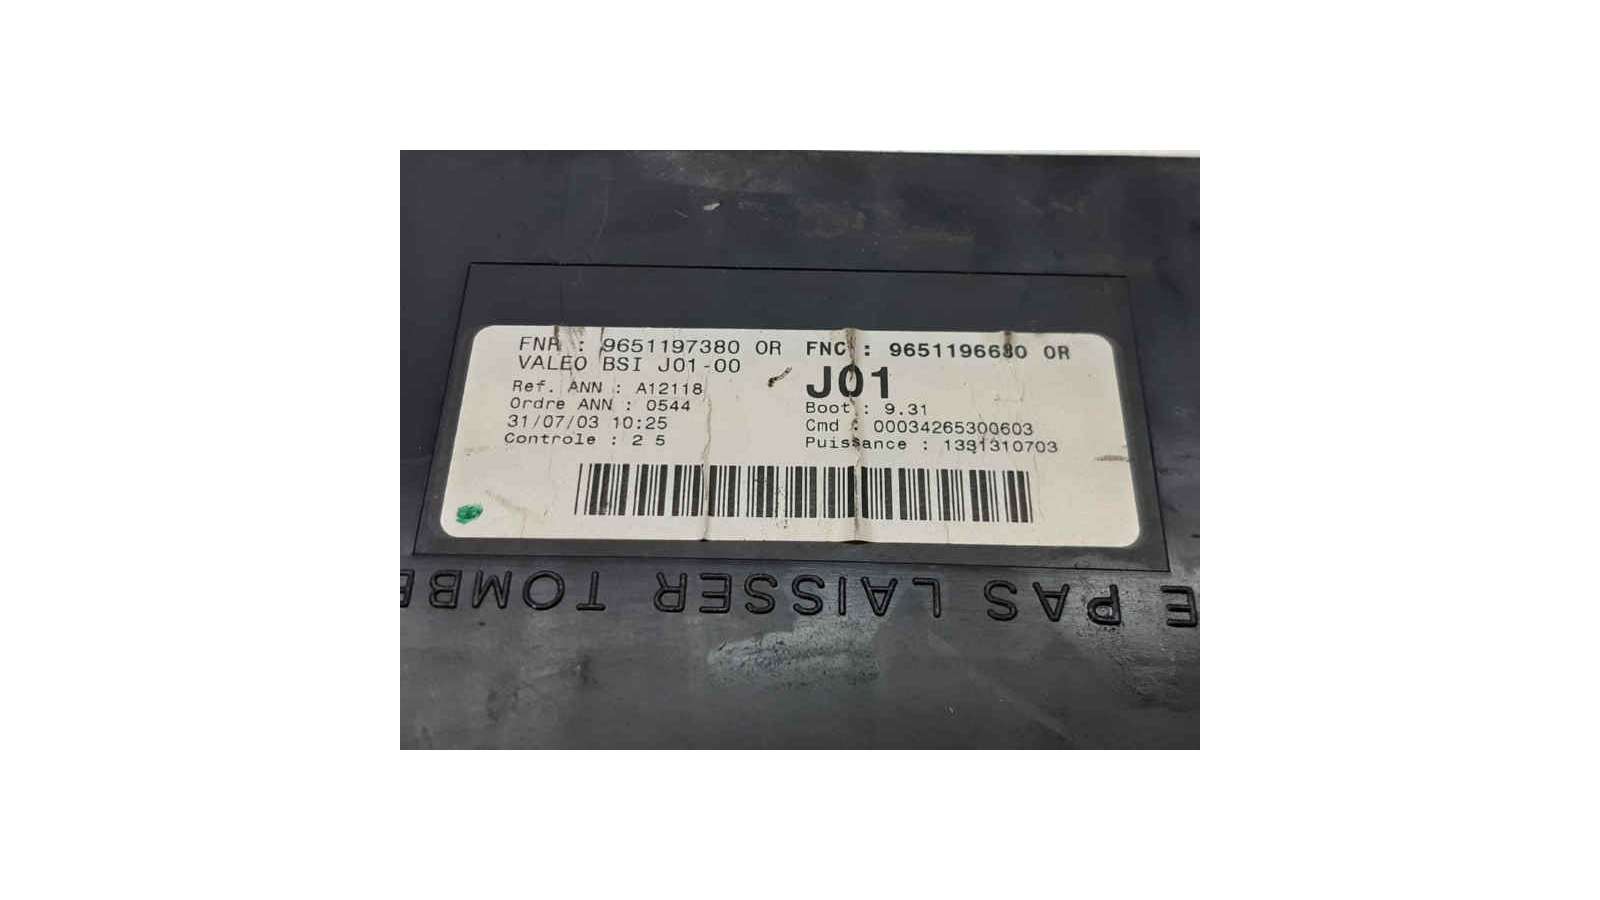 FNR : 9651197380 OR FNC : 9651196680 OR
VALEO BSI J01-00
J01
Ref. ANN : A12118
Ordre ANN : 0544
Boot : 9.31
31/07/03 10:25
Cmd : 00034265300603
Controle : 2 5
Puissance : 1391310703
E PAS LAISSER TOMBE